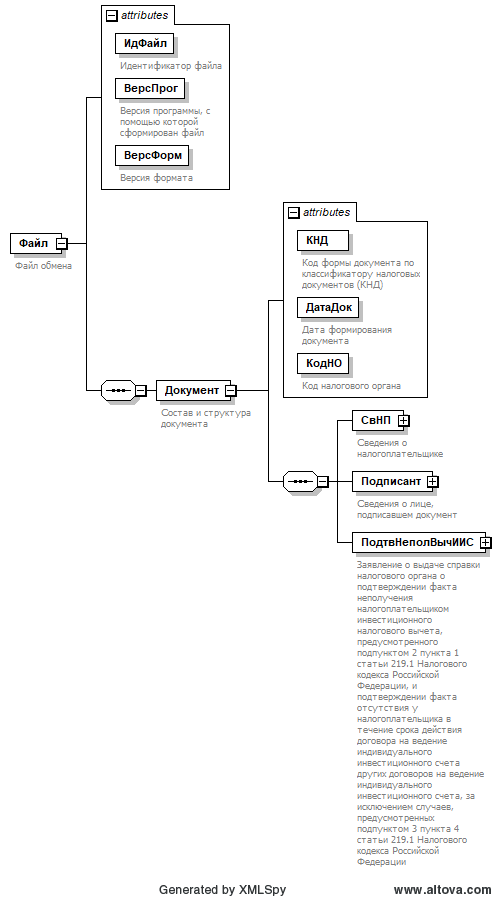 attributes
ИдФайл
Идентификатор файла
ВерсПрог
Версия программы, с
помощью которой
сформирован файл
ВерсФорм
Версия формата
Файл
Файл обмена
attributes
КНД
Код формы документа по
классификатору налоговых
документов (КНД)
ДатаДок
Дата формирования
документа
КодНО
Код налогового органа
Документ
Состав и структура
документа
СвНП
Сведения о
налогоплательщике
Подписант
Сведения о лице,
подписавшем документ
ПодтвНеполВычИИС
Заявление о выдаче справки
налогового органа о
подтверждении факта
неполучения
налогоплательщиком
инвестиционного
налогового вычета,
предусмотренного
подпунктом 2 пункта 1
статьи 219.1 Налогового
кодекса Российской
Федерации, и
подтверждении факта
отсутствия у
налогоплательщика в
течение срока действия
договора на ведение
индивидуального
инвестиционного счета
других договоров на ведение
индивидуального
инвестиционного счета, за
исключением случаев,
предусмотренных
подпунктом 3 пункта 4
статьи 219.1 Налогового
кодекса Российской
Федерации
Generated by XMLSpy
www.altova.com